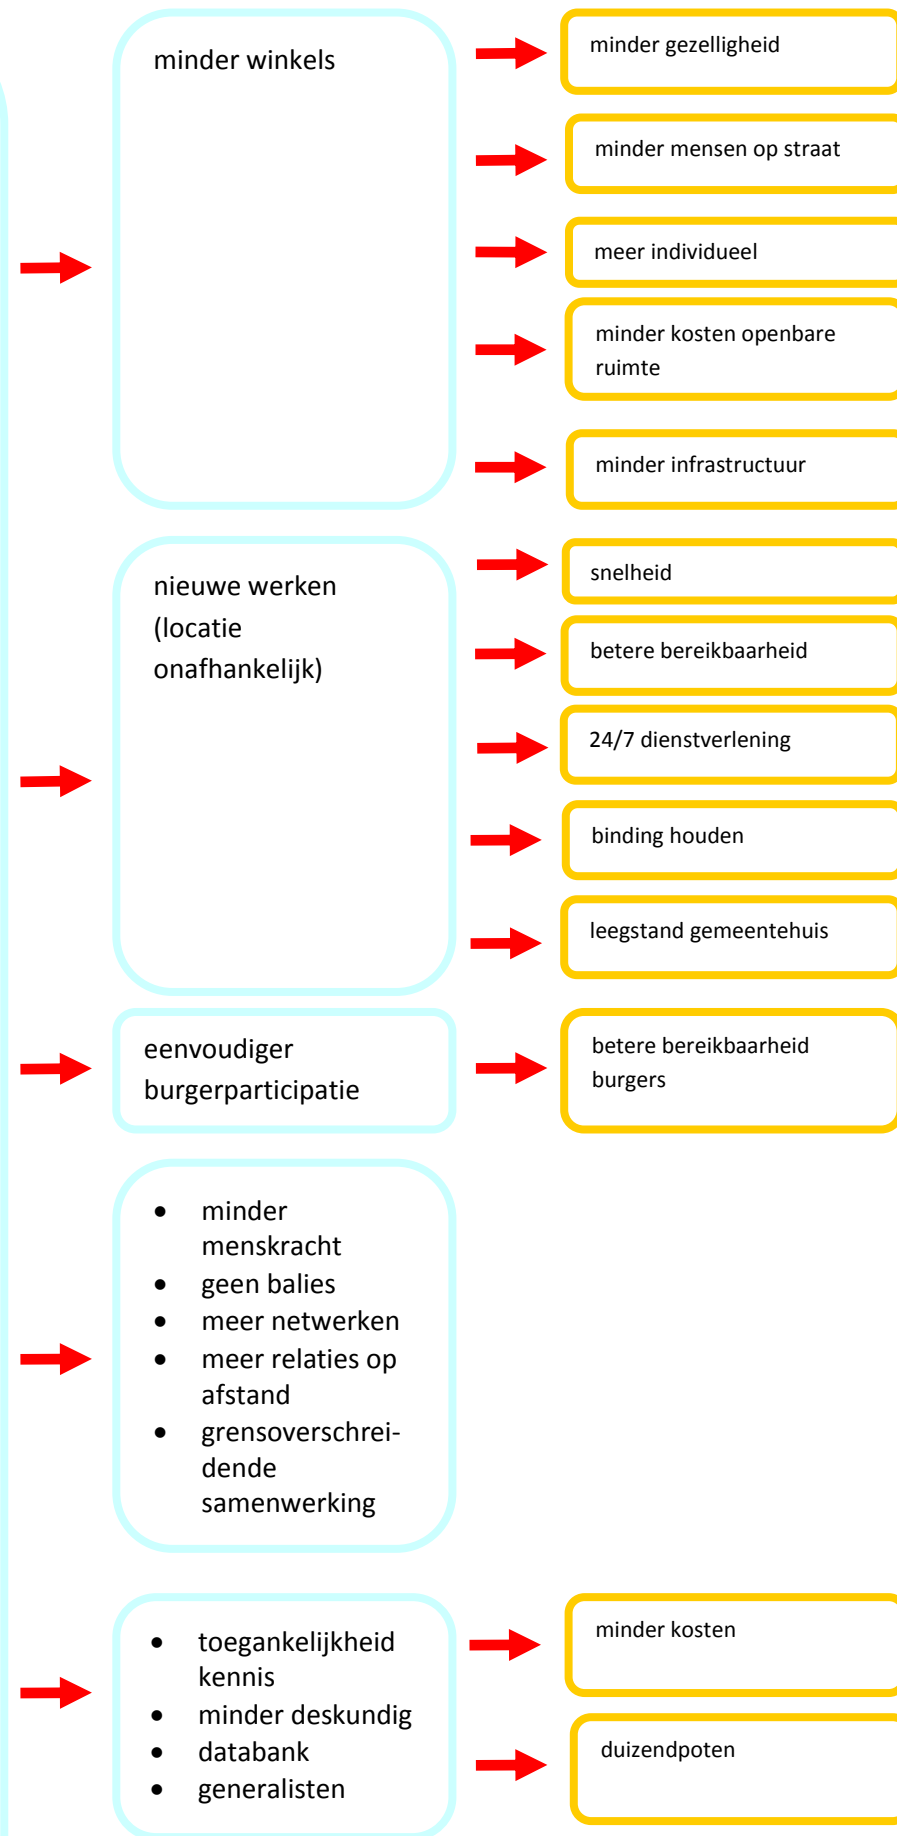 minder winkels
minder gezelligheid
minder mensen op straat
meer individueel
minder kosten openbare
ruimte
minder infrastructuur
nieuwe werken
(locatie
onafhankelijk)
snelheid
betere bereikbaarheid
24/7 dienstverlening
binding houden
leegstand gemeentehuis
eenvoudiger
burgerparticipatie
betere bereikbaarheid
burgers
• minder
menskracht
• geen balies
• meer netwerken
• meer relaties op
afstand
• grensoverschrei-
dende
samenwerking
• toegankelijkheid
kennis
• minder deskundig
• databank
• generalisten
minder kosten
duizendpoten